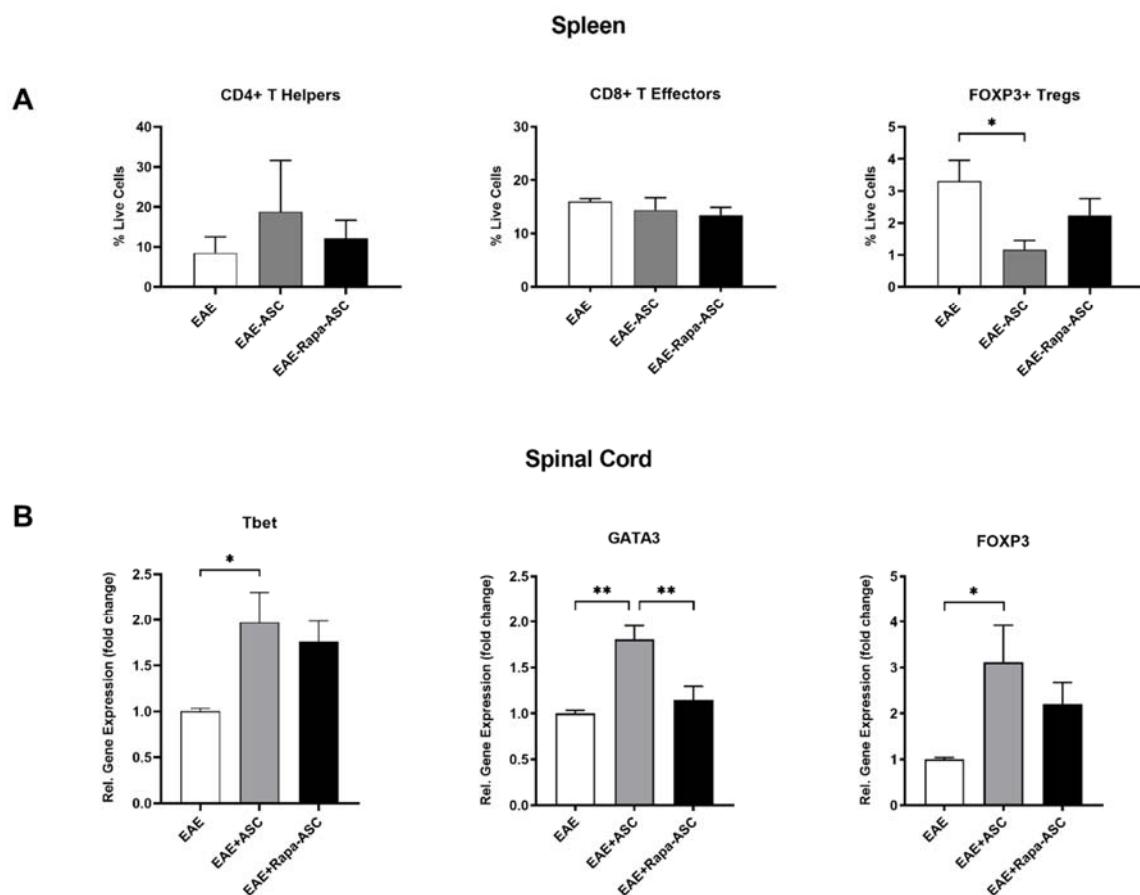 Spleen
A
CD4+ T Helpers
% Live Cells
40
30
20
10
0
EAE
EAE-ASC
EAE-Rapa-ASC
CD8+ T Effectors
% Live Cells
30
20
10
0
EAE
EAE-ASC
EAE-Rapa-ASC
FOXP3+ Tregs
% Live Cells
5
4
3
2
1
0
*
EAE
EAE-ASC
EAE-Rapa-ASC
Spinal Cord
B
Tbet
Rel. Gene Expression (fold change)
2.5
2.0
1.5
1.0
0.5
0.0
*
EAE
EAE+ASC
EAE+Rapa-ASC
GATA3
Rel. Gene Expression (fold change)
2.5
2.0
1.5
1.0
0.5
0.0
**
**
EAE
EAE+ASC
EAE+Rapa-ASC
FOXP3
Rel. Gene Expression (fold change)
5
4
3
2
1
0
*
EAE
EAE+ASC
EAE+Rapa-ASC